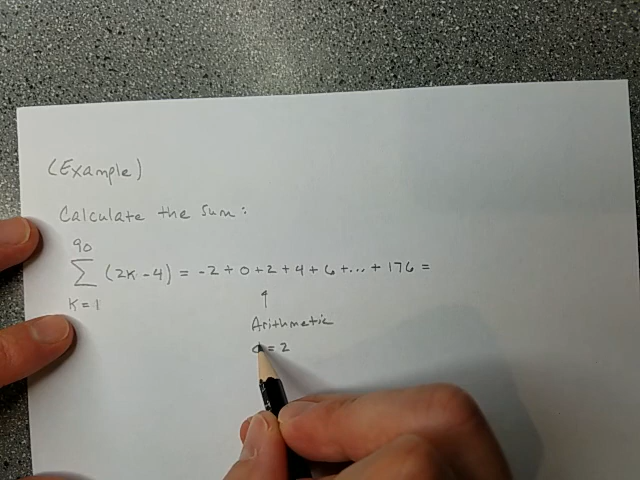 (Example)
Calculate the sum:
90
∑ (2k-4) = -2 + 0 + 2 + 4 + 6 + ... + 176 =
k=1
Arithmetic
= 2